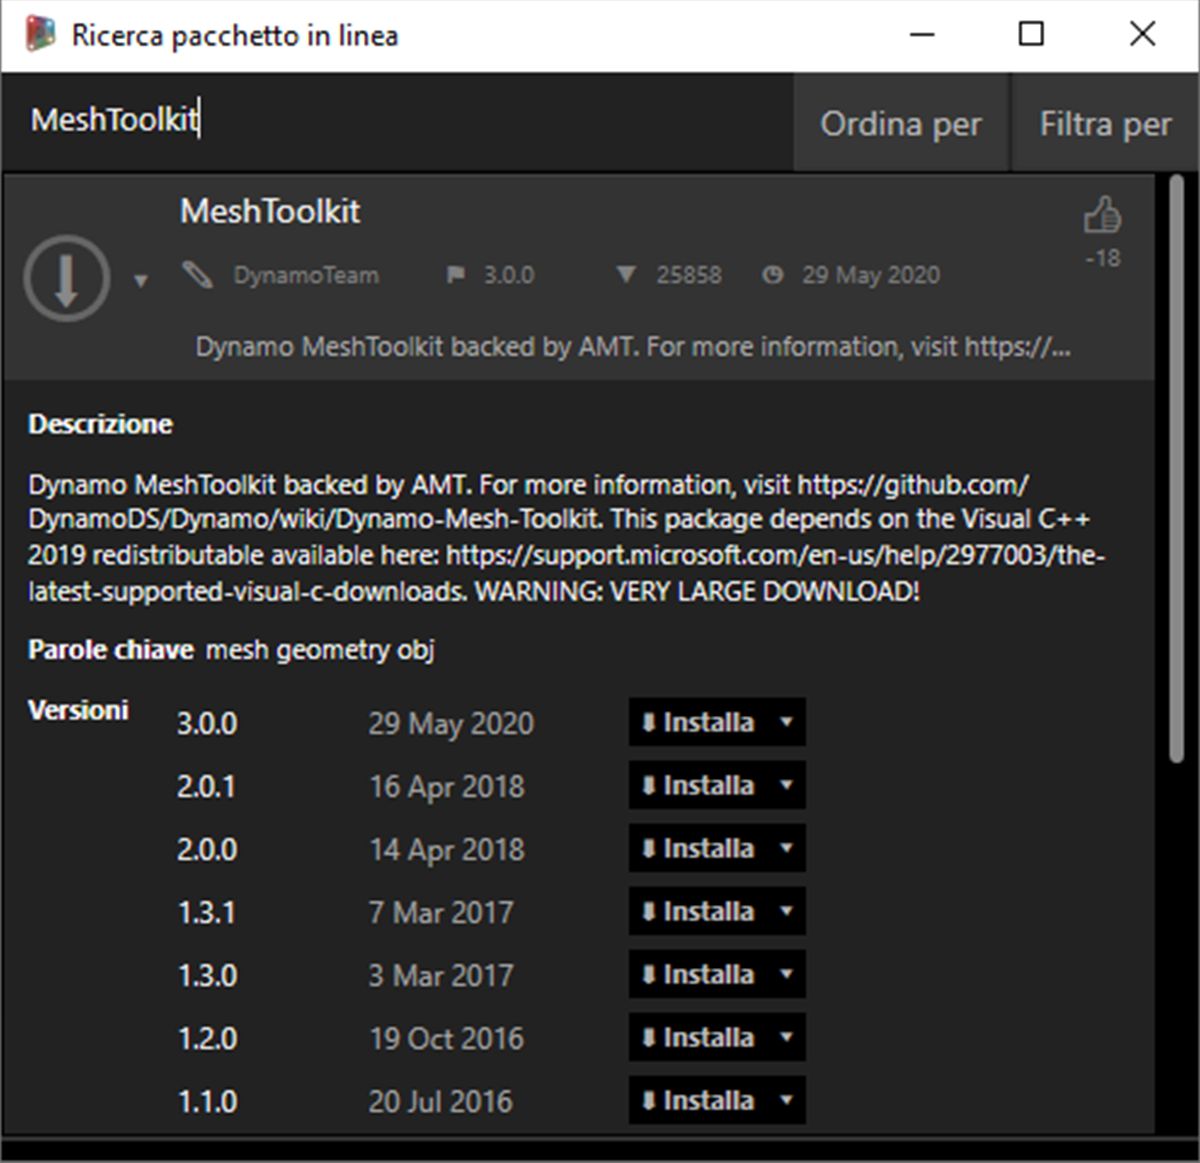 Ricerca pacchetto in linea
MeshToolkit
Ordina per
Filtra per
MeshToolkit
DynamoTeam 3.0.0 25858 29 May 2020
-18
Dynamo MeshToolkit backed by AMT. For more information, visit https://...
Descrizione
Dynamo MeshToolkit backed by AMT. For more information, visit https://github.com/
DynamoDS/Dynamo/wiki/Dynamo-Mesh-Toolkit. This package depends on the Visual C++
2019 redistributable available here: https://support.microsoft.com/en-us/help/2977003/the-
latest-supported-visual-c-downloads. WARNING: VERY LARGE DOWNLOAD!
Parole chiave mesh geometry obj
Versioni
3.0.0 29 May 2020 Installa
2.0.1 16 Apr 2018 Installa
2.0.0 14 Apr 2018 Installa
1.3.1 7 Mar 2017 Installa
1.3.0 3 Mar 2017 Installa
1.2.0 19 Oct 2016 Installa
1.1.0 20 Jul 2016 Installa